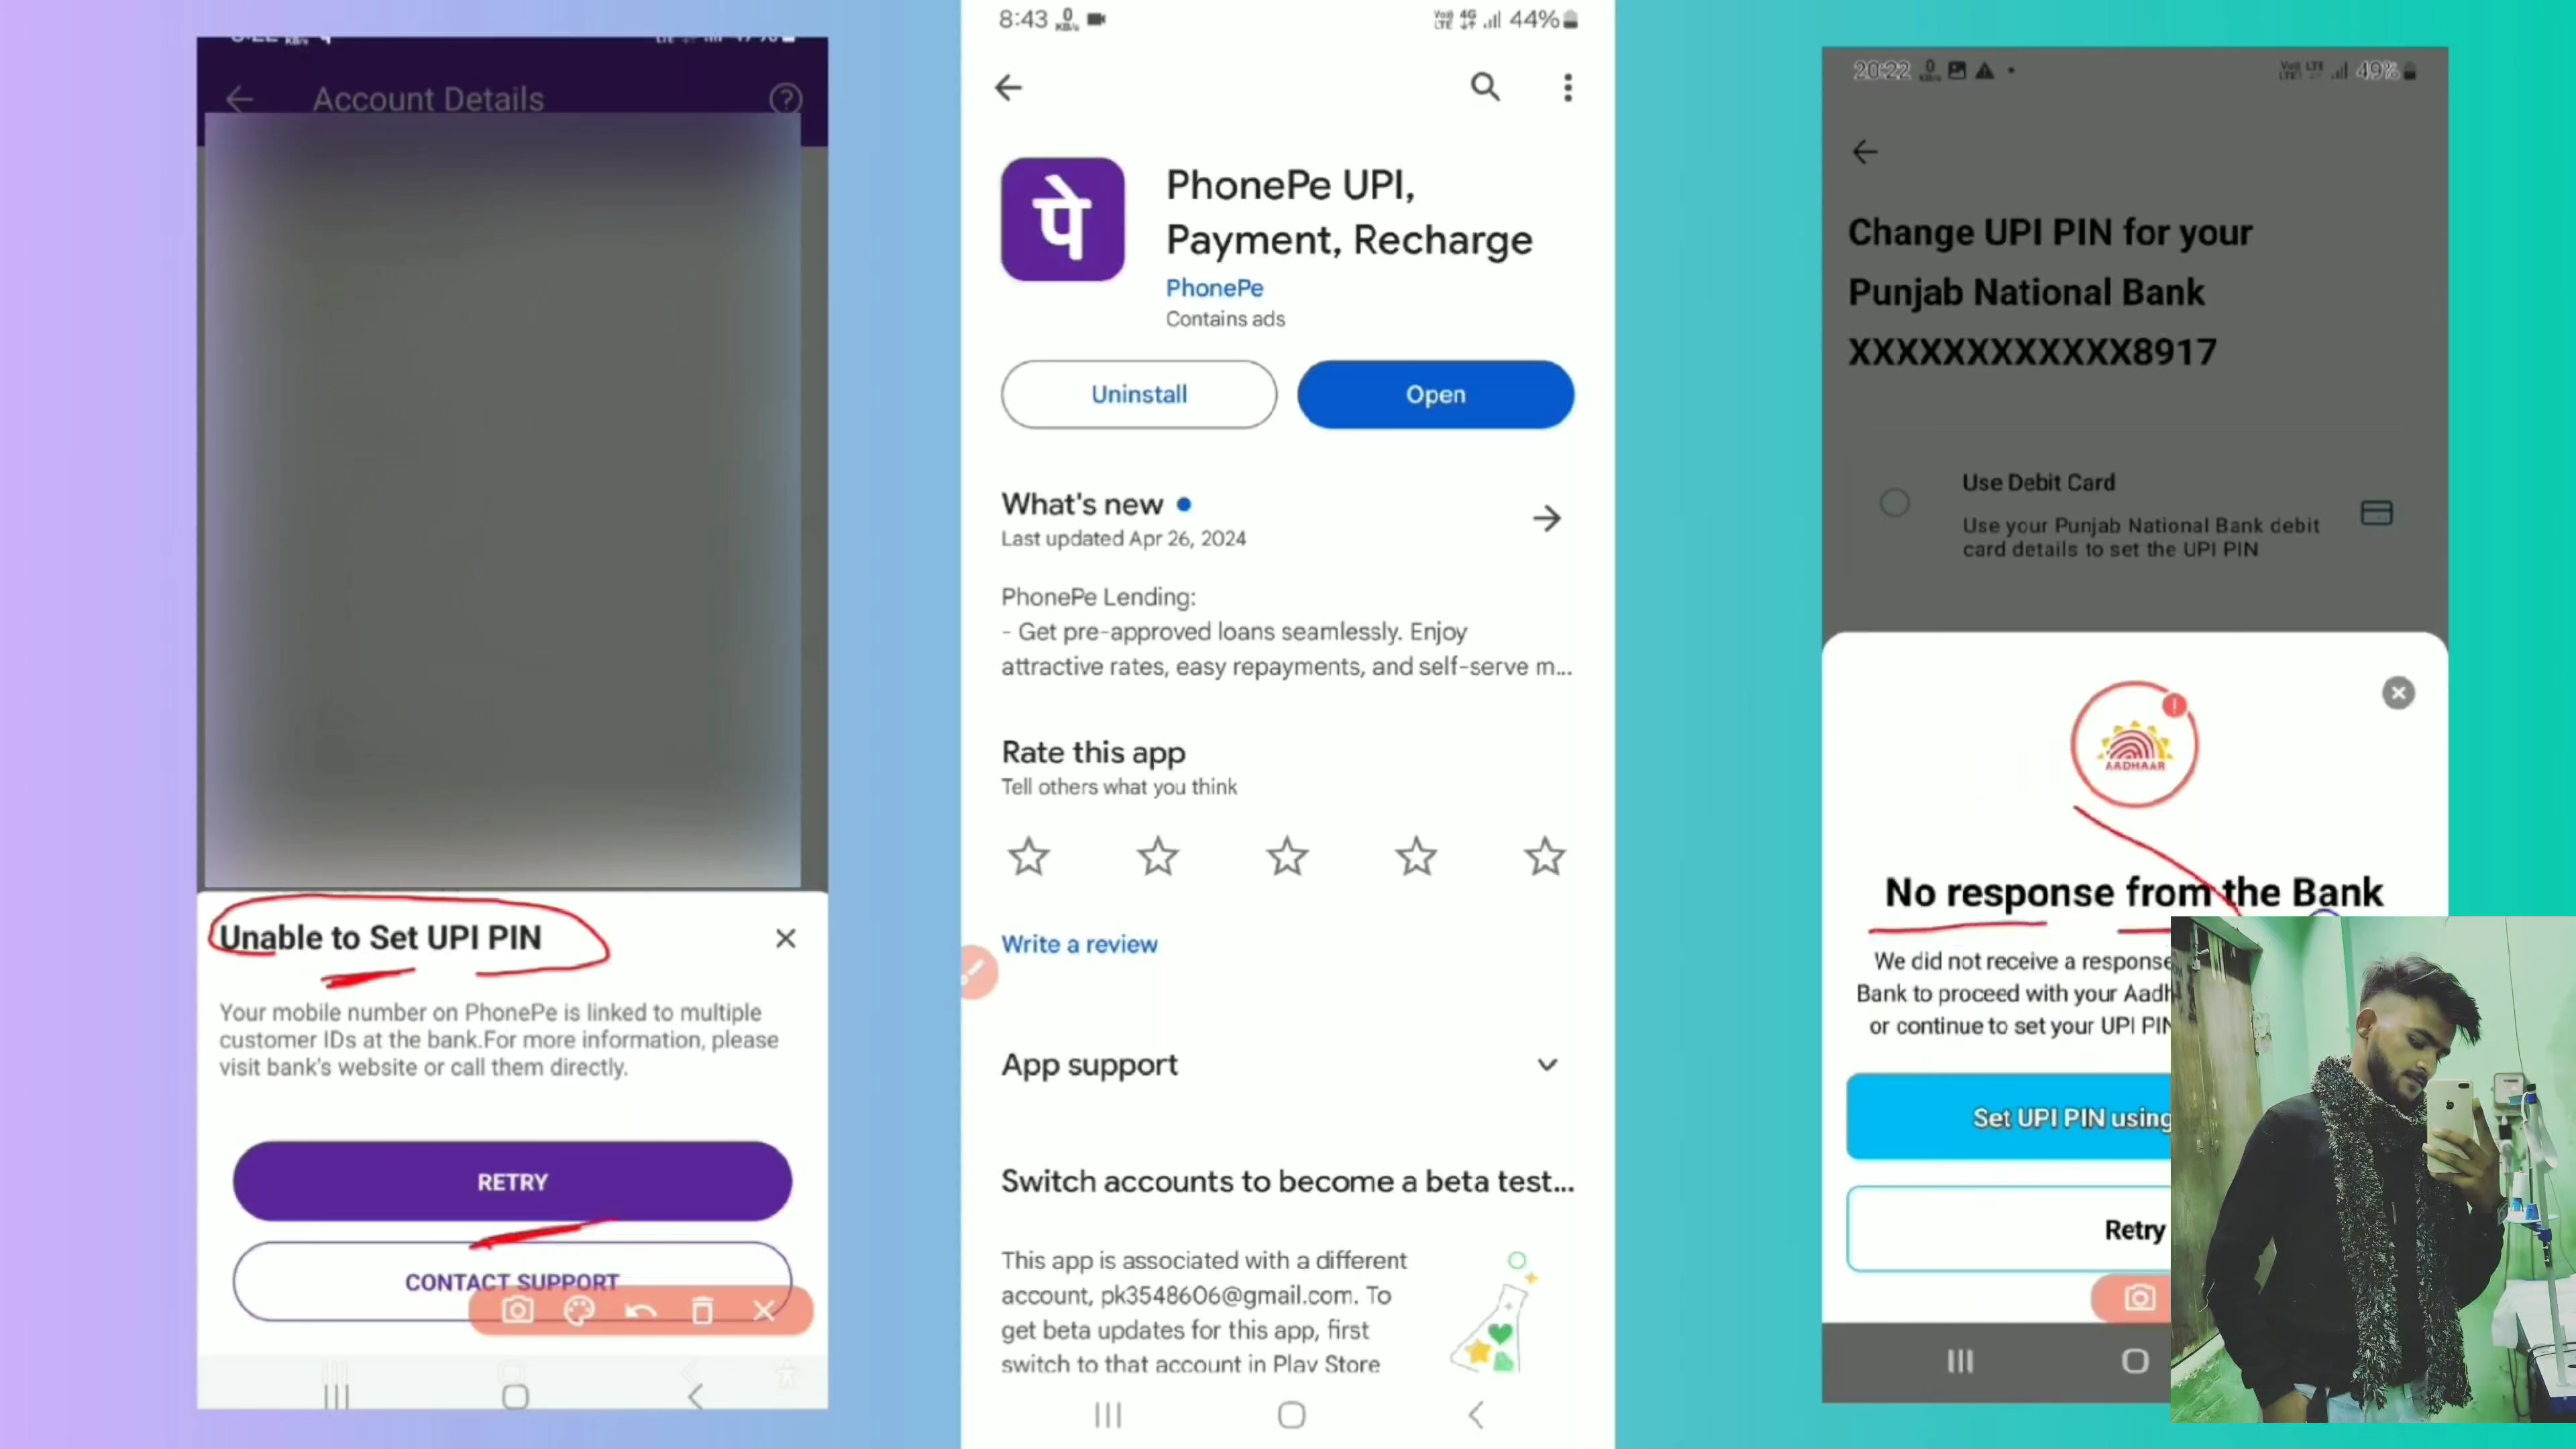 Account Details
Unable to Set UPI PIN
Your mobile number on PhonePe is linked to multiple
customer IDs at the bank.For more information, please
visit bank's website or call them directly.
RETRY
CONTACT SUPPORT
8:43 0 KB/s
Vo) LTE 4G 44%
पे
PhonePe UPI,
Payment, Recharge
PhonePe
Contains ads
Uninstall
Open
What's new
Last updated Apr 26, 2024
PhonePe Lending:
- Get pre-approved loans seamlessly. Enjoy
attractive rates, easy repayments, and self-serve m...
Rate this app
Tell others what you think
Write a review
App support
Switch accounts to become a beta test...
This app is associated with a different
account, pk3548606@gmail.com. To
get beta updates for this app, first
switch to that account in Play Store
20:22
49%
Change UPI PIN for your
Punjab National Bank
XXXXXXXXXXXX8917
Use Debit Card
Use your Punjab National Bank debit
card details to set the UPI PIN
AADHAAR
No response from the Bank
We did not receive a response
Bank to proceed with your
or continue to set your UPI PIN
Set UPI PIN using
Retry